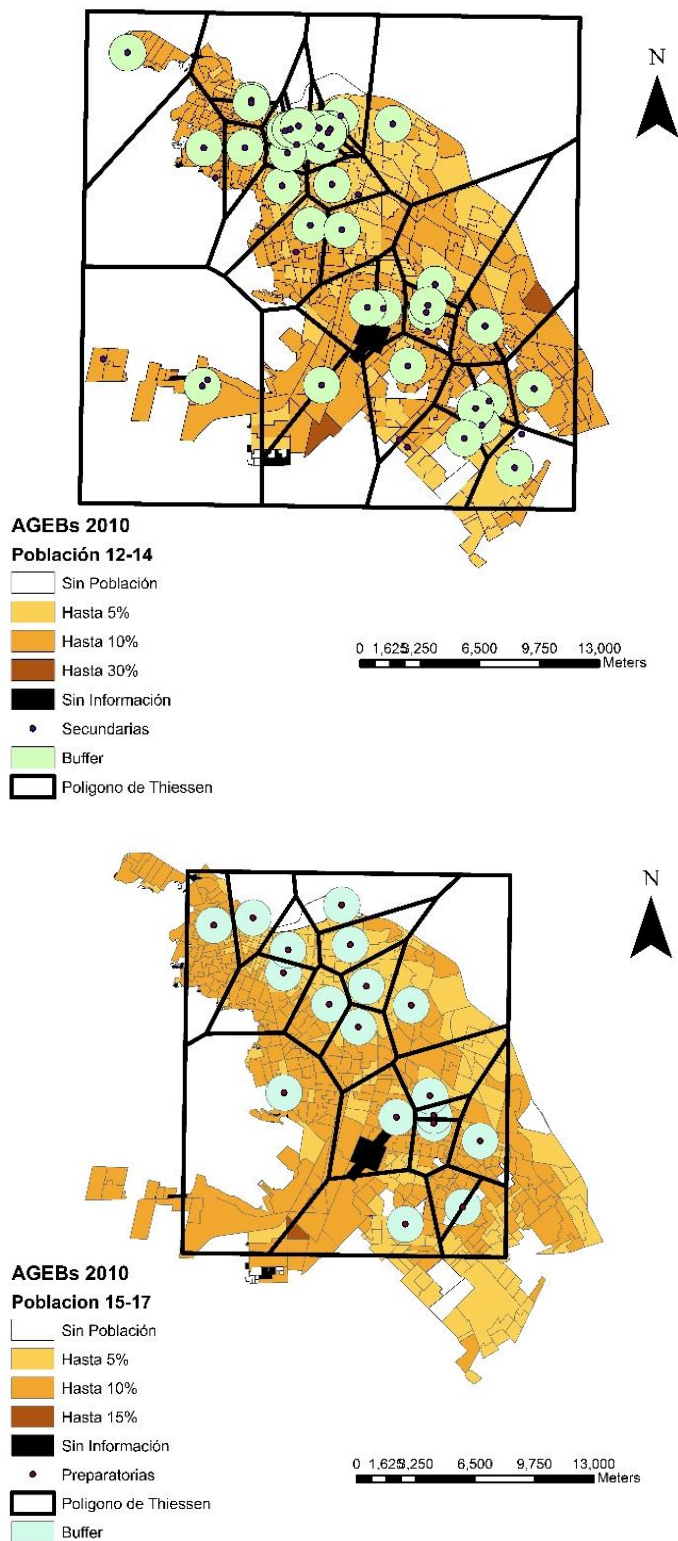 N
AGEBs 2010
Población 12-14
Sin Población
Hasta 5%
Hasta 10%
Hasta 30%
Sin Información
Secundarias
Buffer
Poligono de Thiessen
0 1,625 3,250 6,500 9,750 13,000
Meters
N
AGEBs 2010
Poblacion 15-17
Sin Población
Hasta 5%
Hasta 10%
Hasta 15%
Sin Información
Preparatorias
Poligono de Thiessen
Buffer
0 1,625 3,250 6,500 9,750 13,000
Meters